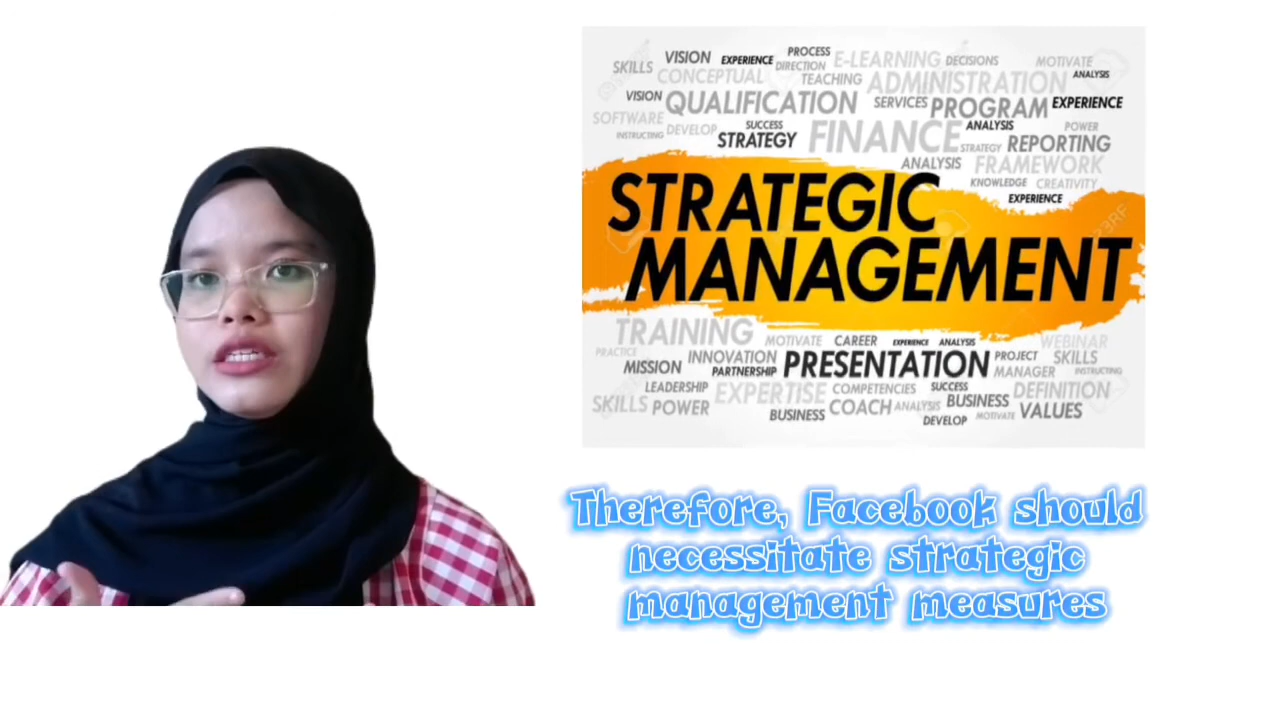 SKILLS VISION EXPERIENCE PROCESS DIRECTION E-LEARNING DECISIONS MOTIVATE
CONCEPTUAL TEACHING ADMINISTRATION ANALYSIS
VISION QUALIFICATION SERVICES PROGRAM EXPERIENCE
SOFTWARE INSTRUCTING DEVELOP SUCCESS FINANCE ANALYSIS POWER
STRATEGY STRATEGY REPORTING
ANALYSIS FRAMEWORK
KNOWLEDGE CREATIVITY
EXPERIENCE
STRATEGIC
MANAGEMENT
TRAINING MOTIVATE CAREER EXPERIENCE ANALYSIS WEBINAR
PRACTICE MISSION INNOVATION PRESENTATION PROJECT SKILLS
PARTNERSHIP MANAGER INSTRUCTING
LEADERSHIP EXPERTISE COMPETENCIES SUCCESS DEFINITION
SKILLS POWER BUSINESS COACH ANALYSIS BUSINESS VALUES
DEVELOP MOTIVATE
Therefore, Facebook should
necessitate strategic
management measures